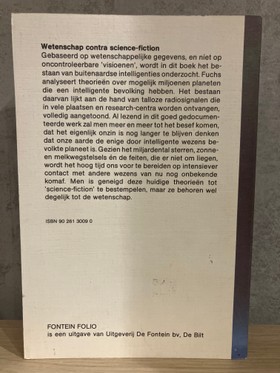 Wetenschap contra science-fiction
Gebaseerd op wetenschappelijke gegevens, en niet op
oncontroleerbare 'visioenen', wordt in dit boek het be-
staan van buitenaardse intelligenties onderzocht. Fuchs
analyseert theorieën over mogelijk miljoenen planeten
die een intelligente bevolking hebben. Het bestaan
daarvan lijkt aan de hand van talloze radiosignalen die
in vele plaatsen en research-centra worden ontvangen,
volledig aangetoond. Al lezend in dit goed gedocumen-
teerde werk zal men meer en meer tot het besef komen,
dat het eigenlijk onzin is nog langer te blijven denken
dat onze aarde de enige door intelligente wezens be-
volkte planeet is. Gezien het miljardental sterren, zonne-
en melkwegstelsels én de feiten, die er niet om liegen,
wordt het hoog tijd ons voor te bereiden op intensiever
contact met andere wezens van nu nog onbekende
komaf. Men is geneigd deze huidige theorieën tot
'science-fiction' te bestempelen, maar ze behoren wel
degelijk tot de wetenschap.
ISBN 90 261 3009 0
FONTEIN FOLIO
is een uitgave van Uitgeverij De Fontein bv, De Bilt